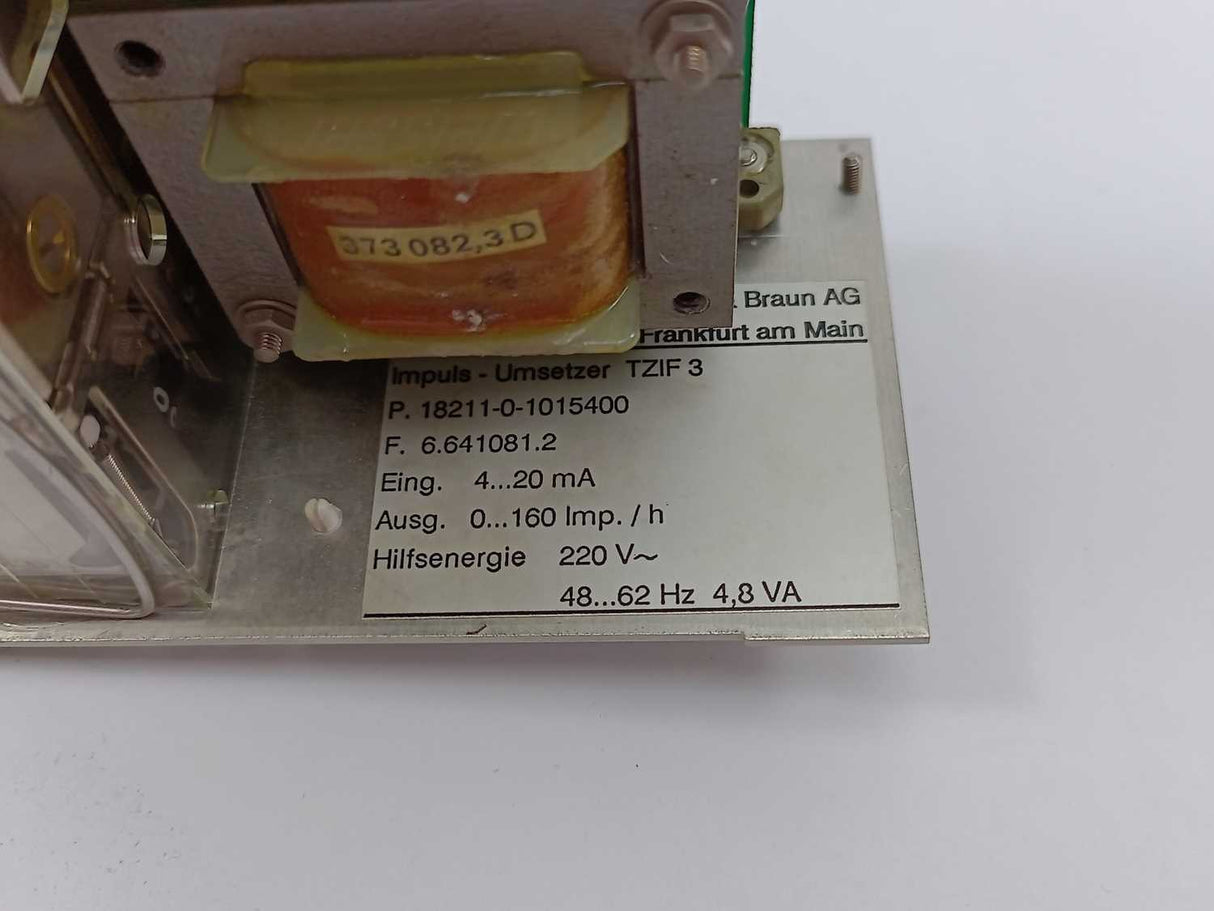 373 082,3 D
. Braun AG
Frankfurt am Main
Impuls - Umsetzer TZIF 3
P. 18211-0-1015400
F. 6.641081.2
Eing. 4...20 mA
Ausg. 0...160 Imp. / h
Hilfsenergie 220 V~
48...62 Hz 4,8 VA